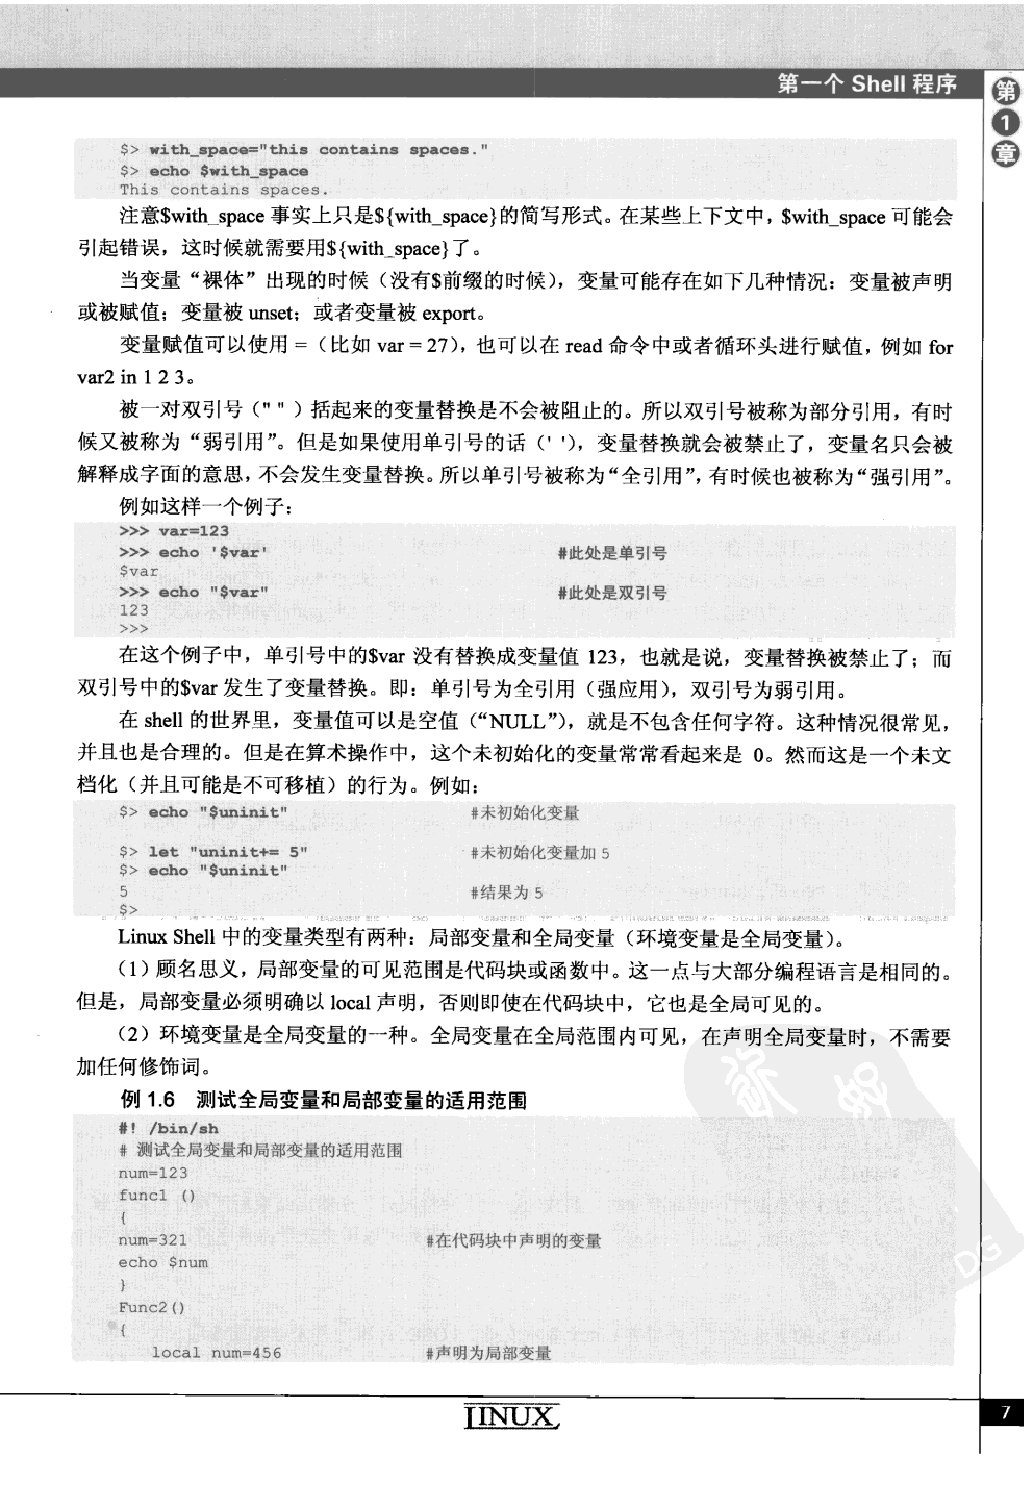 第一个 Shell 程序
第
1
章
$> with_space="this contains spaces."
$> echo $with_space
This contains spaces.
注意$with_space 事实上只是${with_space}的简写形式。在某些上下文中，$with_space 可能会
引起错误，这时候就需要用${with_space}了。
当变量“裸体”出现的时候（没有$前缀的时候），变量可能存在如下几种情况：变量被声明
或被赋值；变量被 unset；或者变量被 export。
变量赋值可以使用 =（比如 var = 27），也可以在 read 命令中或者循环头进行赋值，例如 for
var2 in 1 2 3。
被一对双引号（" "）括起来的变量替换是不会被阻止的。所以双引号被称为部分引用，有时
候又被称为“弱引用”。但是如果使用单引号的话（' '），变量替换就会被禁止了，变量名只会被
解释成字面的意思，不会发生变量替换。所以单引号被称为“全引用”，有时候也被称为“强引用”。
例如这样一个例子：
>>> var=123
>>> echo '$var' #此处是单引号
$var
>>> echo "$var" #此处是双引号
123
>>>
在这个例子中，单引号中的$var 没有替换成变量值 123，也就是说，变量替换被禁止了；而
双引号中的$var 发生了变量替换。即：单引号为全引用（强应用），双引号为弱引用。
在 shell 的世界里，变量值可以是空值（“NULL”），就是不包含任何字符。这种情况很常见，
并且也是合理的。但是在算术操作中，这个未初始化的变量常常看起来是 0。然而这是一个未文
档化（并且可能是不可移植）的行为。例如：
$> echo "$uninit" #未初始化变量
$> let "uninit+= 5" #未初始化变量加 5
$> echo "$uninit"
5 #结果为 5
$>
Linux Shell 中的变量类型有两种：局部变量和全局变量（环境变量是全局变量）。
（1）顾名思义，局部变量的可见范围是代码块或函数中。这一点与大部分编程语言是相同的。
但是，局部变量必须明确以 local 声明，否则即使在代码块中，它也是全局可见的。
（2）环境变量是全局变量的一种。全局变量在全局范围内可见，在声明全局变量时，不需要
加任何修饰词。
例 1.6 测试全局变量和局部变量的适用范围
#! /bin/sh
# 测试全局变量和局部变量的适用范围
num=123
func1 ()
{
num=321 #在代码块中声明的变量
echo $num
}
Func2()
{
local num=456 #声明为局部变量
LINUX
7